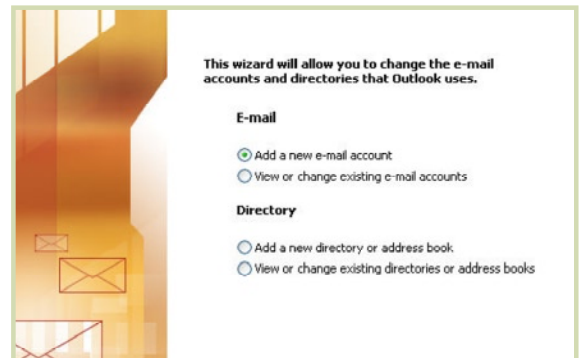 This wizard will allow you to change the e-mail
accounts and directories that Outlook uses.
E-mail
Add a new e-mail account
View or change existing e-mail accounts
Directory
Add a new directory or address book
View or change existing directories or address books